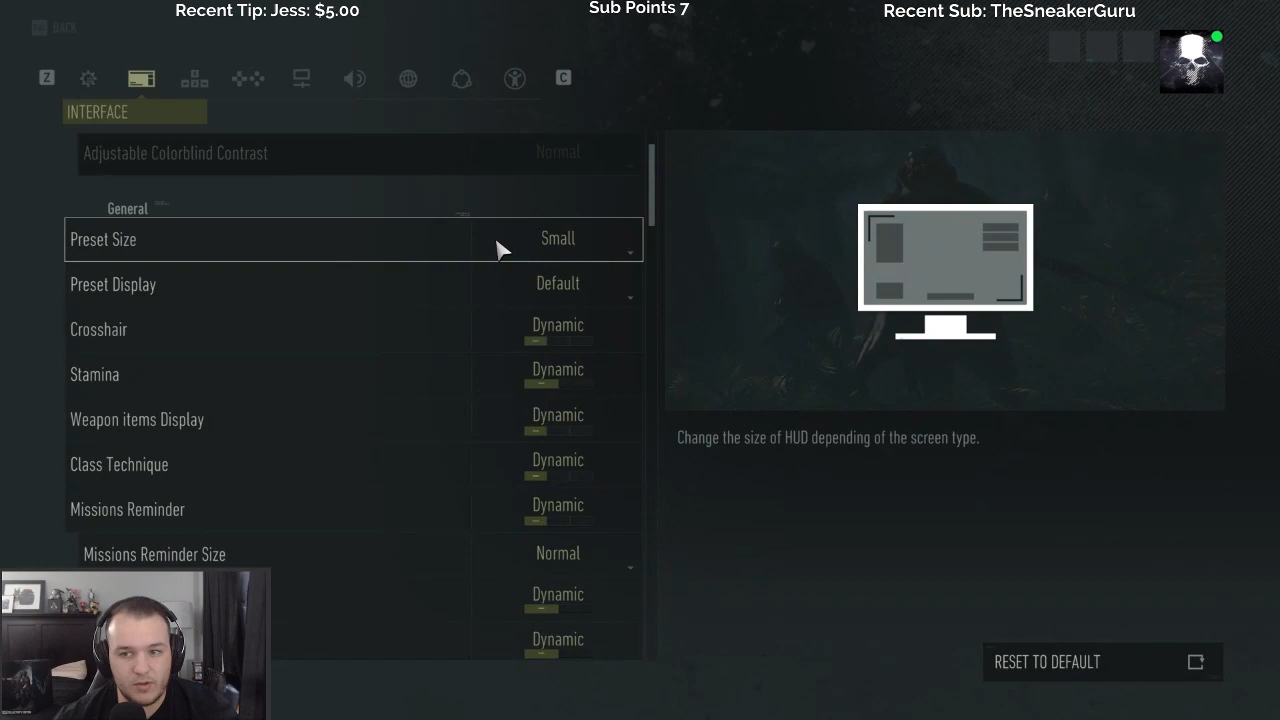 Recent Tip: Jess: $5.00
Sub Points 7
Recent Sub: TheSneakerGuru
BACK
Z
C
INTERFACE
Adjustable Colorblind Contrast
Normal
General
Preset Size
Small
Preset Display
Default
Crosshair
Dynamic
Stamina
Dynamic
Weapon items Display
Dynamic
Class Technique
Dynamic
Missions Reminder
Dynamic
Missions Reminder Size
Normal
Dynamic
Dynamic
Change the size of HUD depending of the screen type.
RESET TO DEFAULT